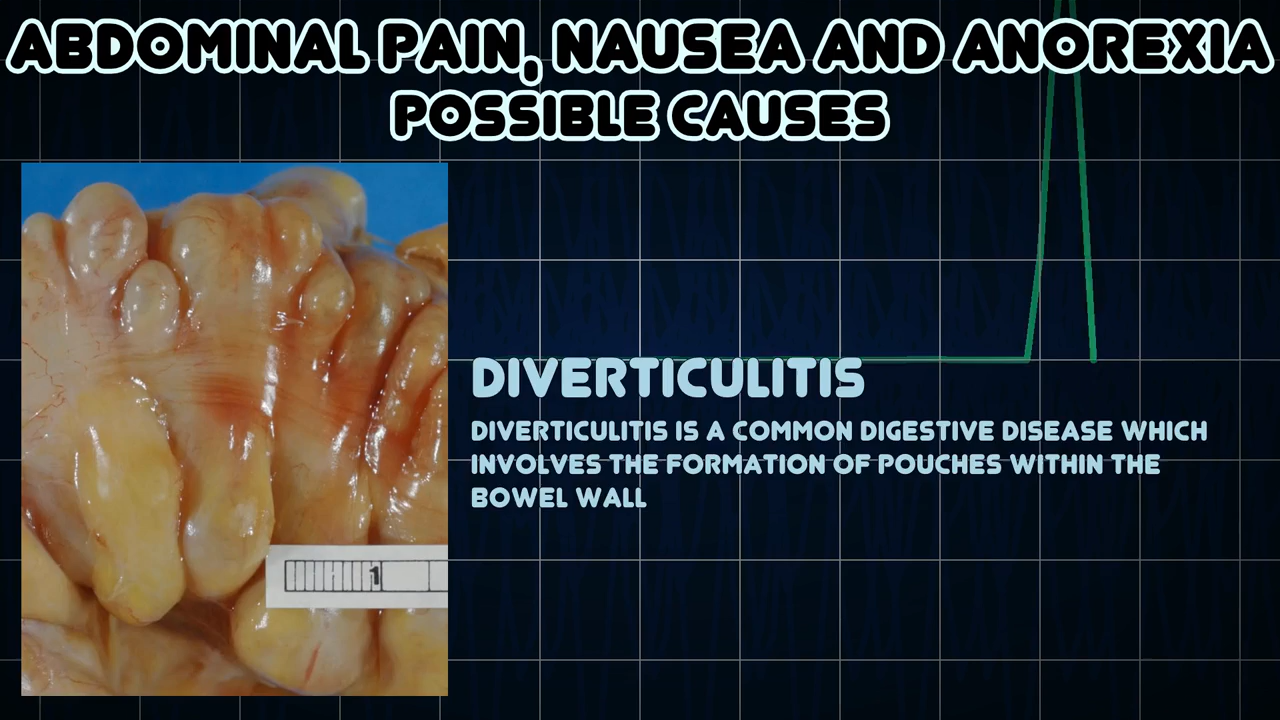 ABDOMINAL PAIN, NAUSEA AND ANOREXIA
POSSIBLE CAUSES
DIVERTICULITIS
DIVERTICULITIS IS A COMMON DIGESTIVE DISEASE WHICH
INVOLVES THE FORMATION OF POUCHES WITHIN THE
BOWEL WALL
1